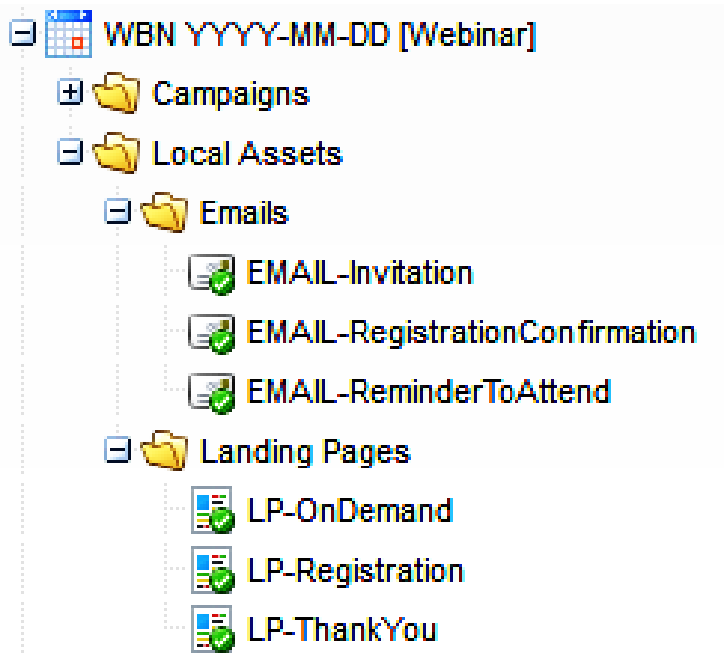 WBN YYYY-MM-DD [Webinar]
Campaigns
Local Assets
Emails
EMAIL-Invitation
EMAIL-RegistrationConfirmation
EMAIL-ReminderToAttend
Landing Pages
LP-OnDemand
LP-Registration
LP-ThankYou